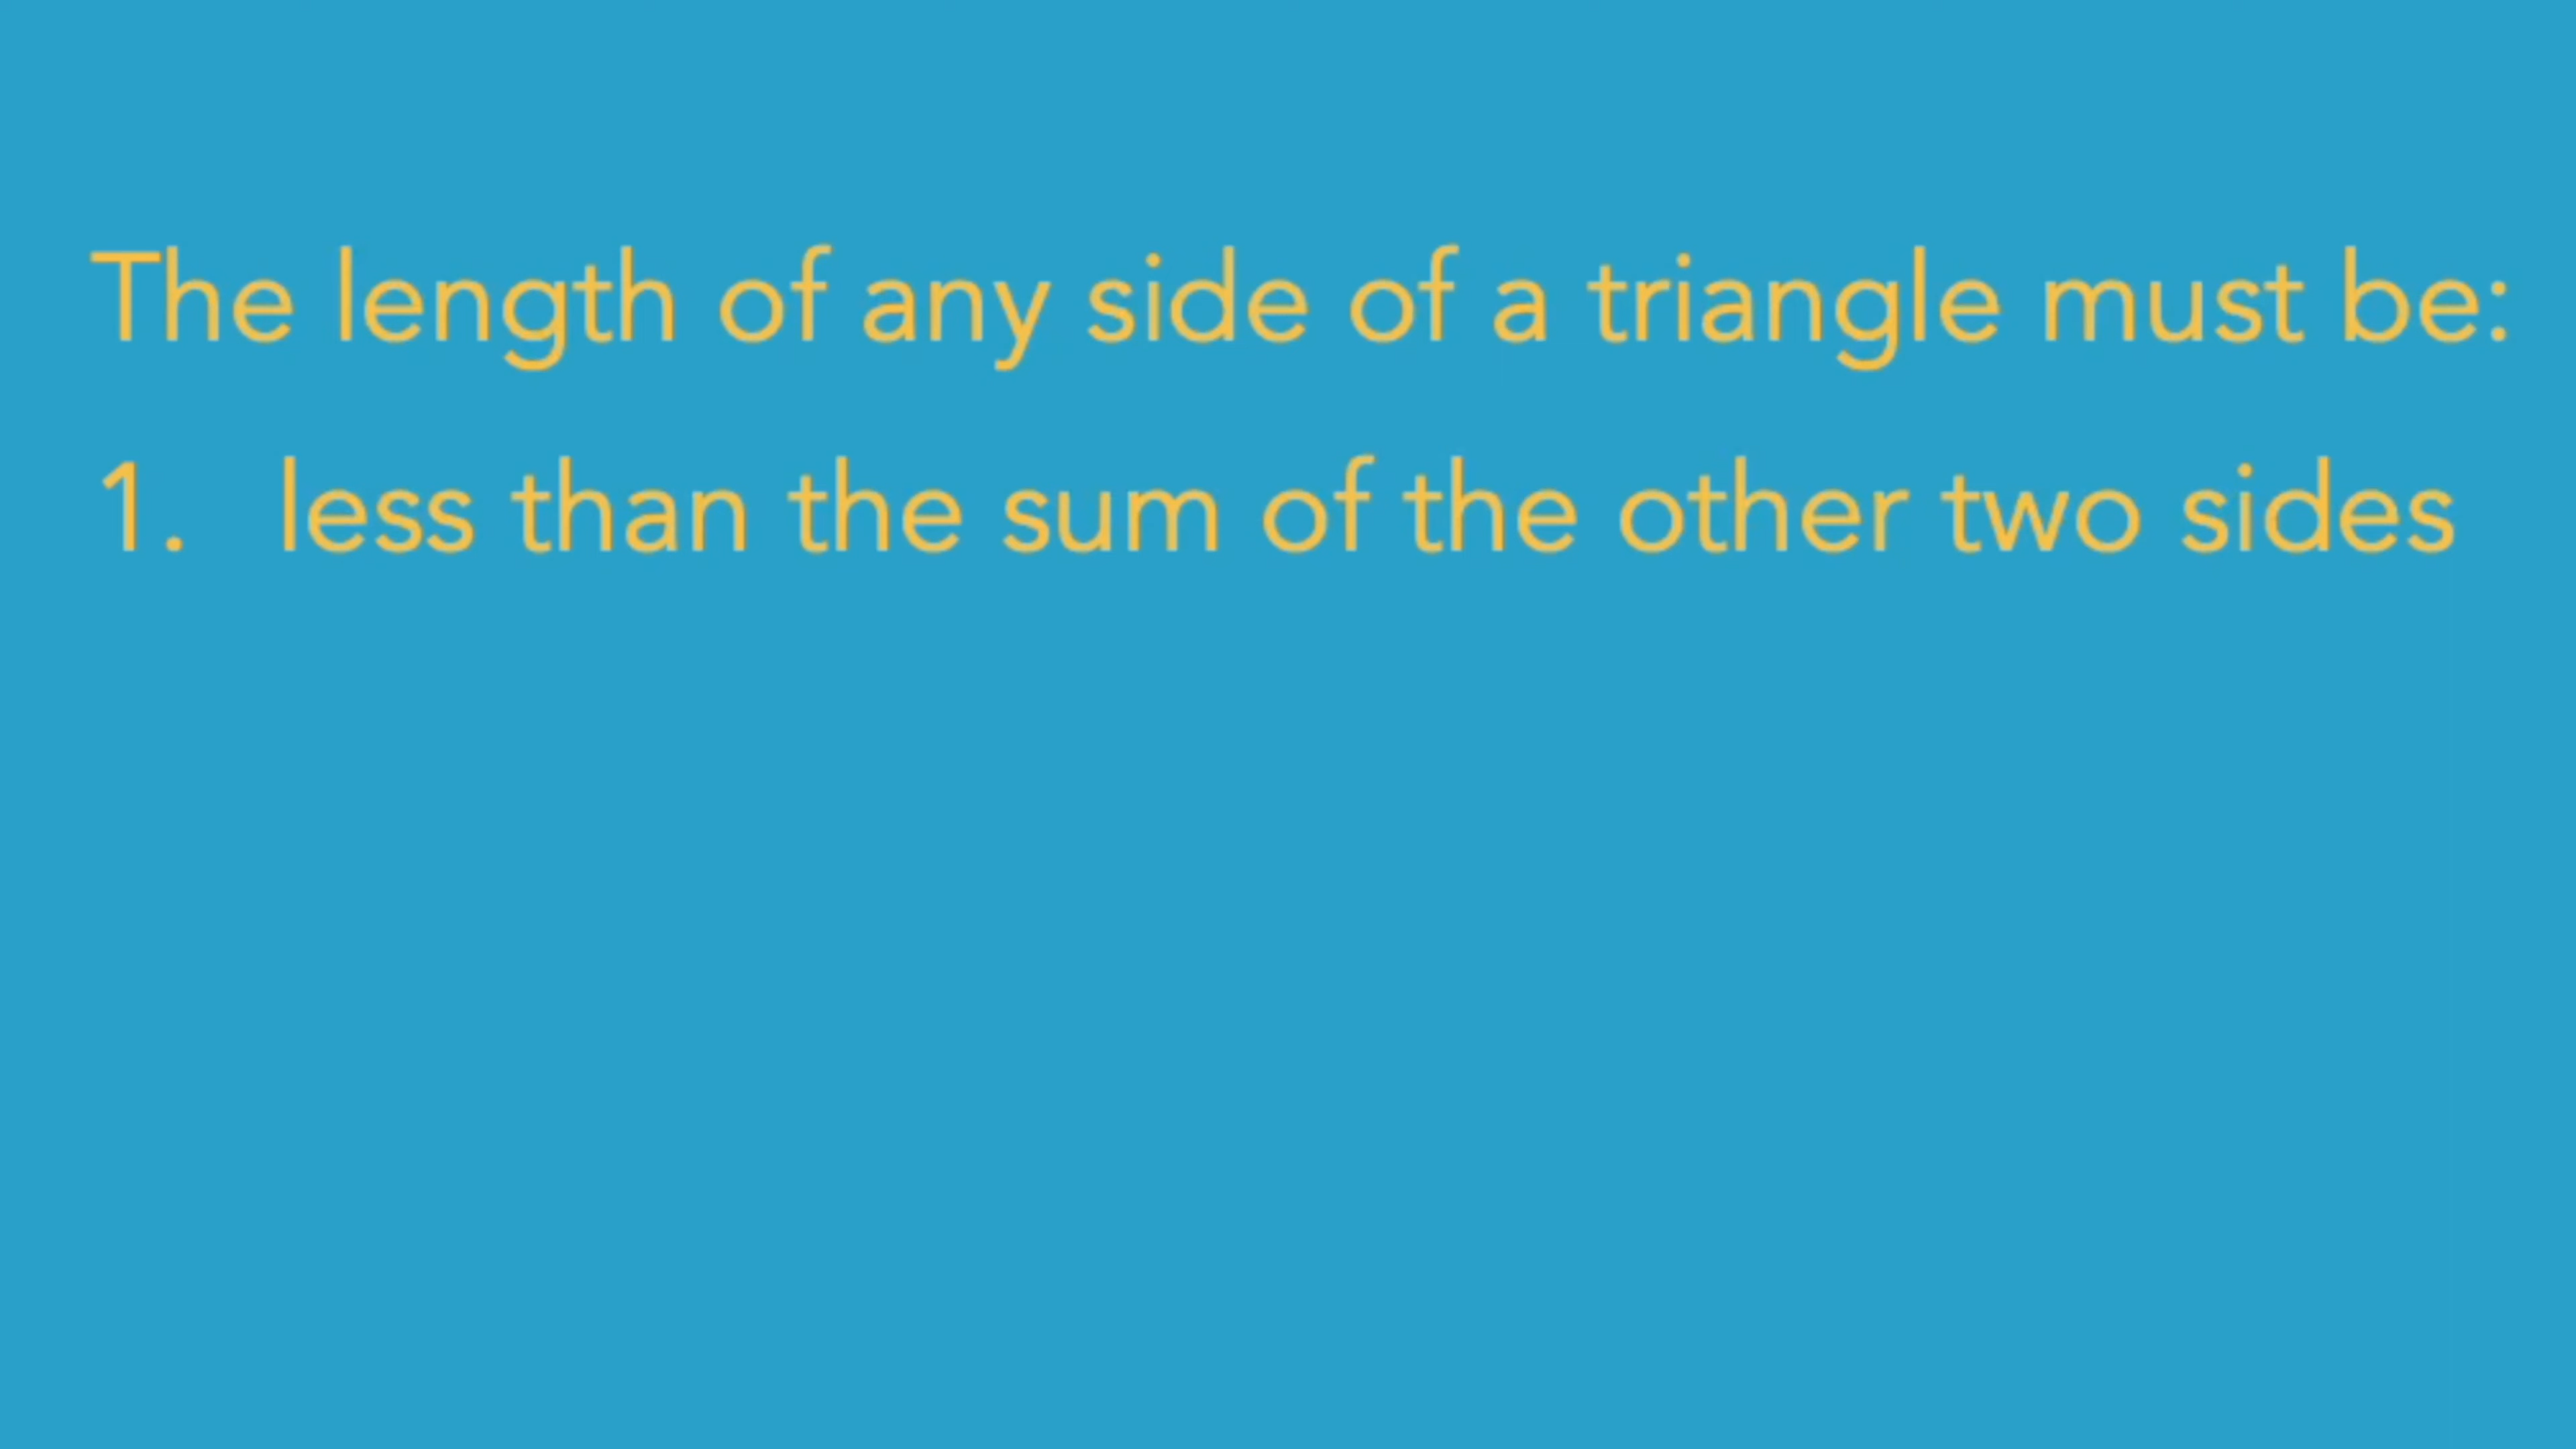 The length of any side of a triangle must be:
1. less than the sum of the other two sides